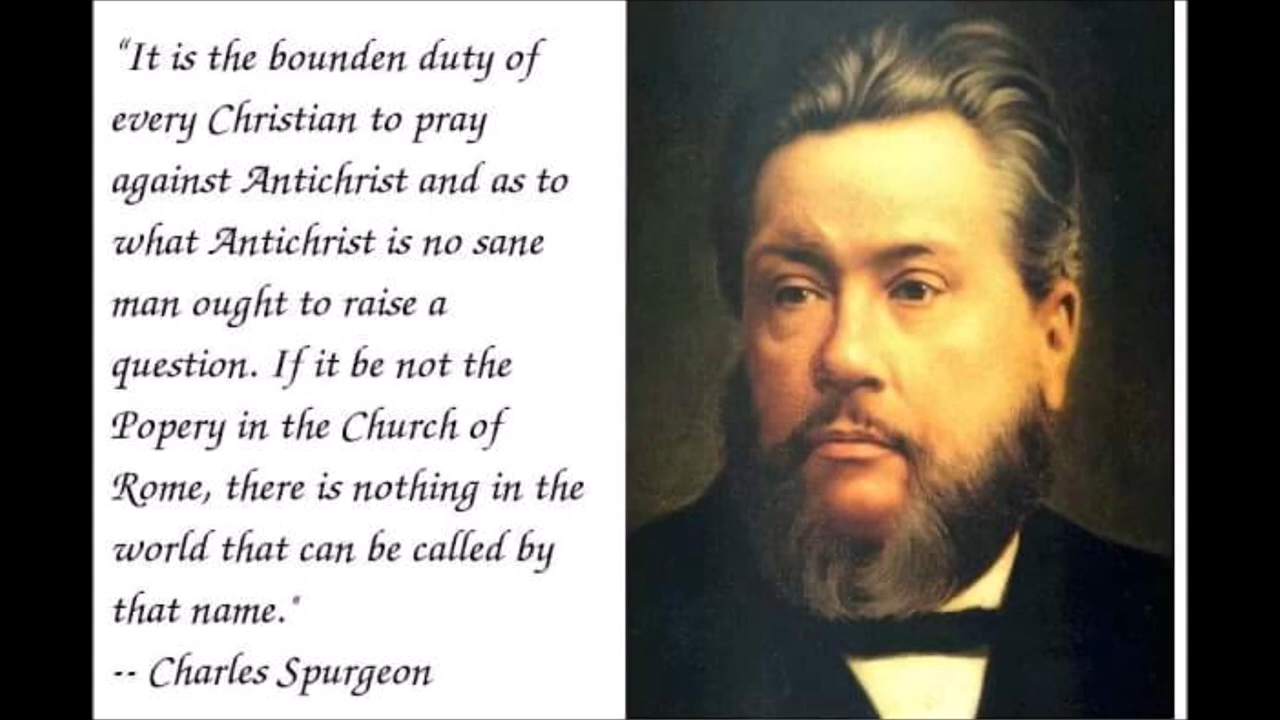 “It is the bounden duty of
every Christian to pray
against Antichrist and as to
what Antichrist is no sane
man ought to raise a
question. If it be not the
Popery in the Church of
Rome, there is nothing in the
world that can be called by
that name."
-- Charles Spurgeon